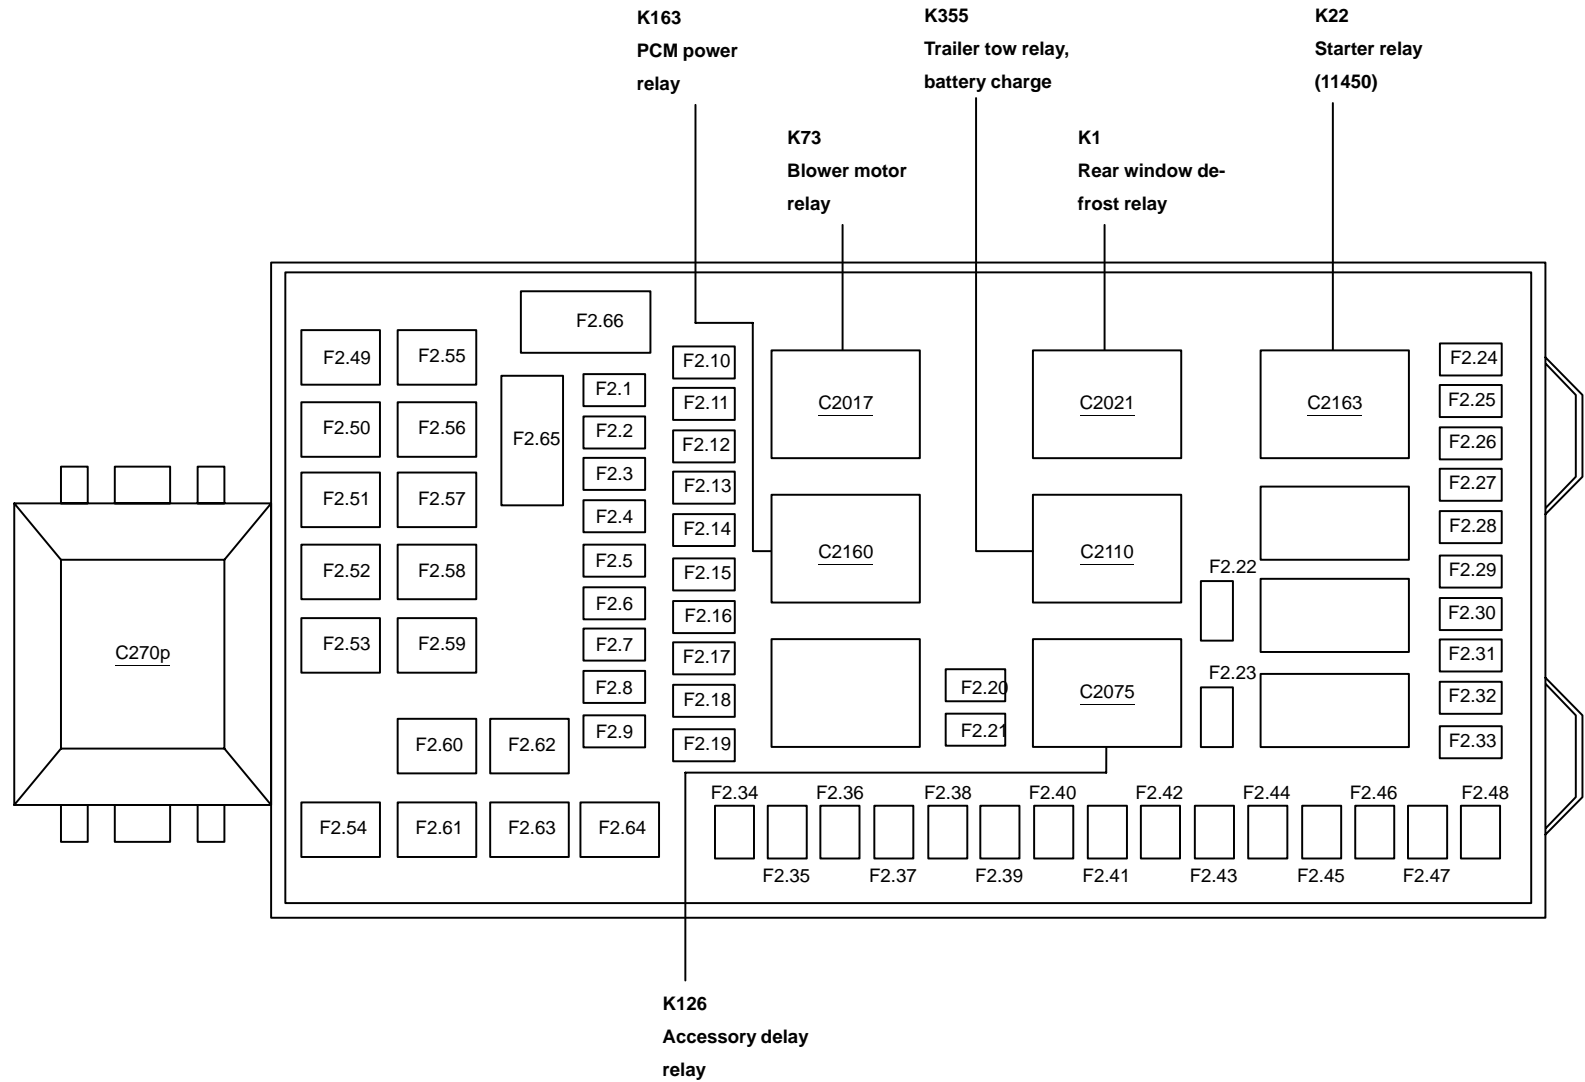 K163
PCM power
relay
K355
Trailer tow relay,
battery charge
K22
Starter relay
(11450)
K73
Blower motor
relay
K1
Rear window de-
frost relay
F2.66
F2.49
F2.55
F2.50
F2.56
F2.65
F2.51
F2.57
F2.52
F2.58
F2.53
F2.59
F2.60
F2.62
F2.54
F2.61
F2.63
F2.64
F2.1
F2.2
F2.3
F2.4
F2.5
F2.6
F2.7
F2.8
F2.9
F2.10
F2.11
F2.12
F2.13
F2.14
F2.15
F2.16
F2.17
F2.18
F2.19
C2017
C2021
C2163
C2160
C2110
C2075
F2.20
F2.21
F2.22
F2.23
F2.24
F2.25
F2.26
F2.27
F2.28
F2.29
F2.30
F2.31
F2.32
F2.33
C270p
F2.34
F2.36
F2.38
F2.40
F2.42
F2.44
F2.46
F2.48
F2.35
F2.37
F2.39
F2.41
F2.43
F2.45
F2.47
K126
Accessory delay
relay